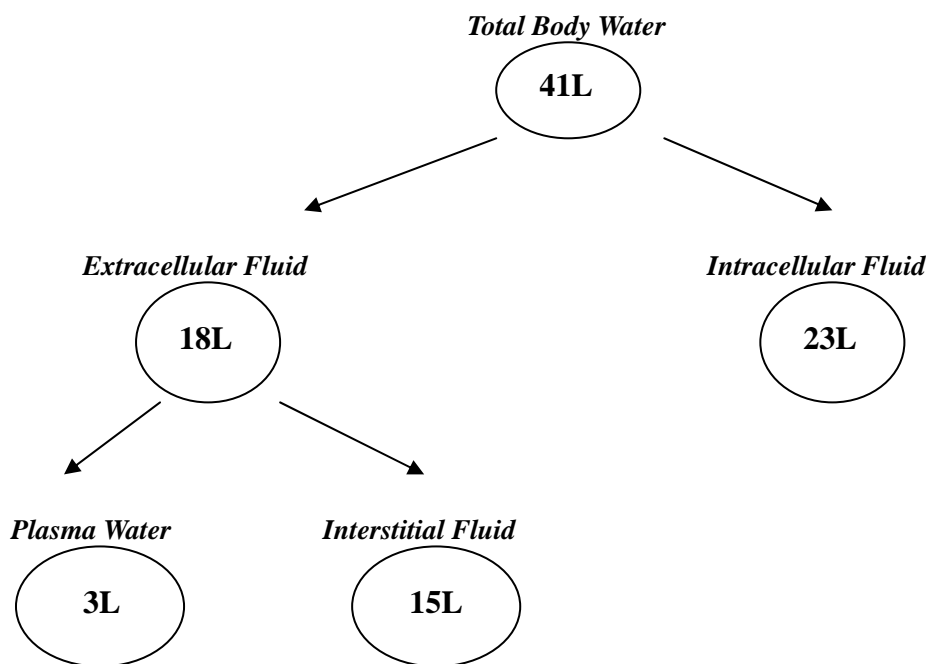 Total Body Water
41L
Extracellular Fluid
Intracellular Fluid
18L
23L
Plasma Water
Interstitial Fluid
3L
15L